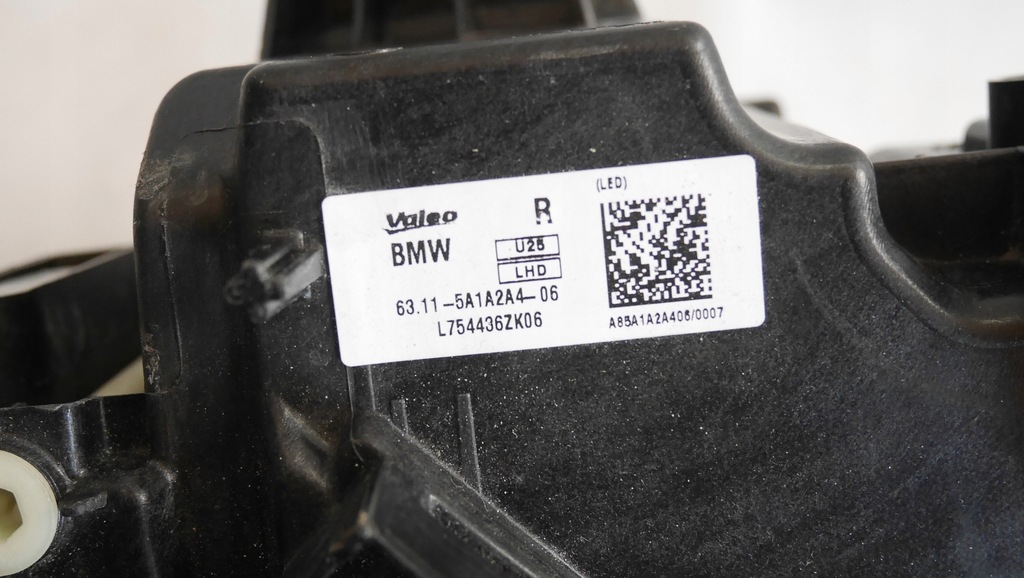 Valeo R (LED)
BMW U25
LHD
63.11-5A1A2A4-06
L754436ZK06
A85A1A2A406/0007